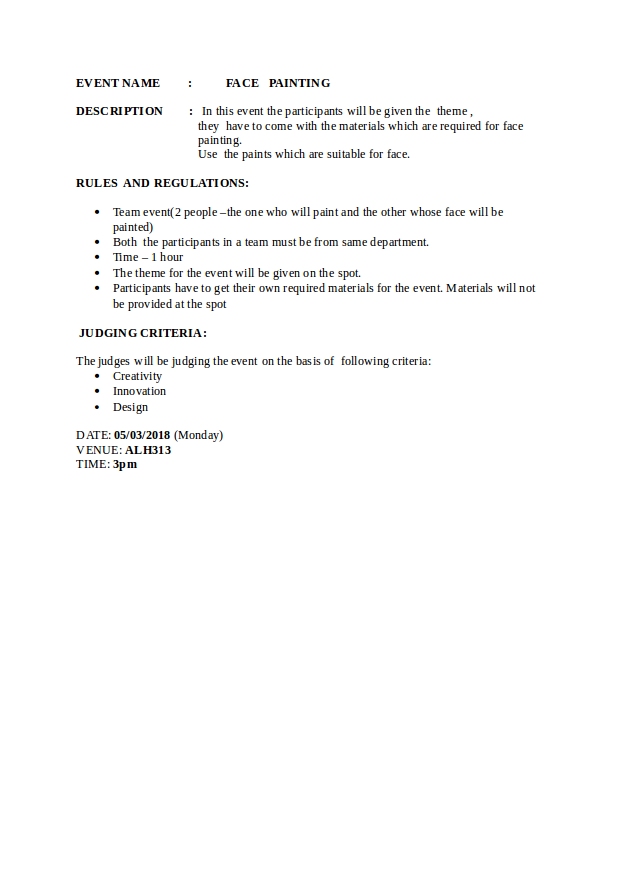 EVENT NAME : FACE PAINTING
DESCRIPTION : In this event the participants will be given the theme ,
they have to come with the materials which are required for face
painting.
Use the paints which are suitable for face.
RULES AND REGULATIONS:
• Team event(2 people –the one who will paint and the other whose face will be
painted)
• Both the participants in a team must be from same department.
• Time – 1 hour
• The theme for the event will be given on the spot.
• Participants have to get their own required materials for the event. Materials will not
be provided at the spot
JUDGING CRITERIA:
The judges will be judging the event on the basis of following criteria:
• Creativity
• Innovation
• Design
DATE: 05/03/2018 (Monday)
VENUE: ALH313
TIME: 3pm